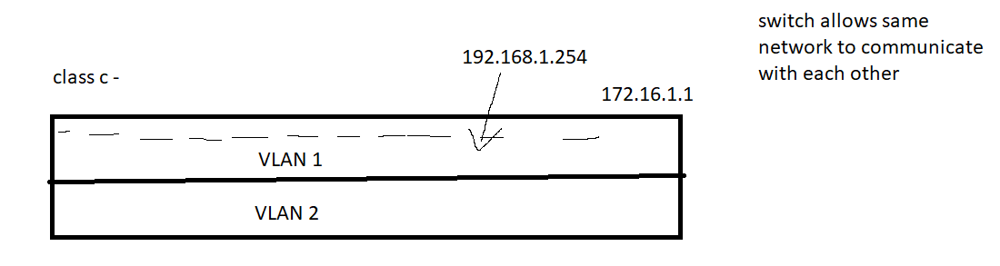 switch allows same
network to communicate
with each other
192.168.1.254
class c -
172.16.1.1
VLAN 1
VLAN 2